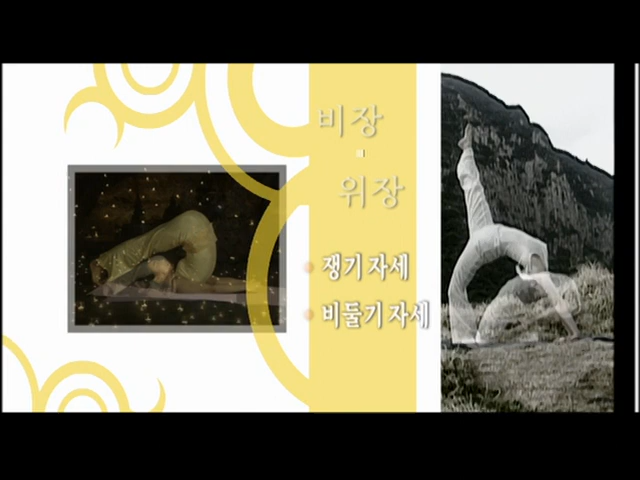 비장
위장
쟁기 자세
비둘기 자세